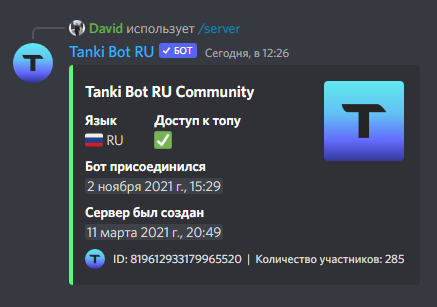 David использует /server
Tanki Bot RU ✓ БОТ Сегодня, в 12:26
Tanki Bot RU Community
Язык Доступ к топу
RU ✅
Бот присоединился
2 ноября 2021 г., 15:29
Сервер был создан
11 марта 2021 г., 20:49
ID: 819612933179965520 | Количество участников: 285